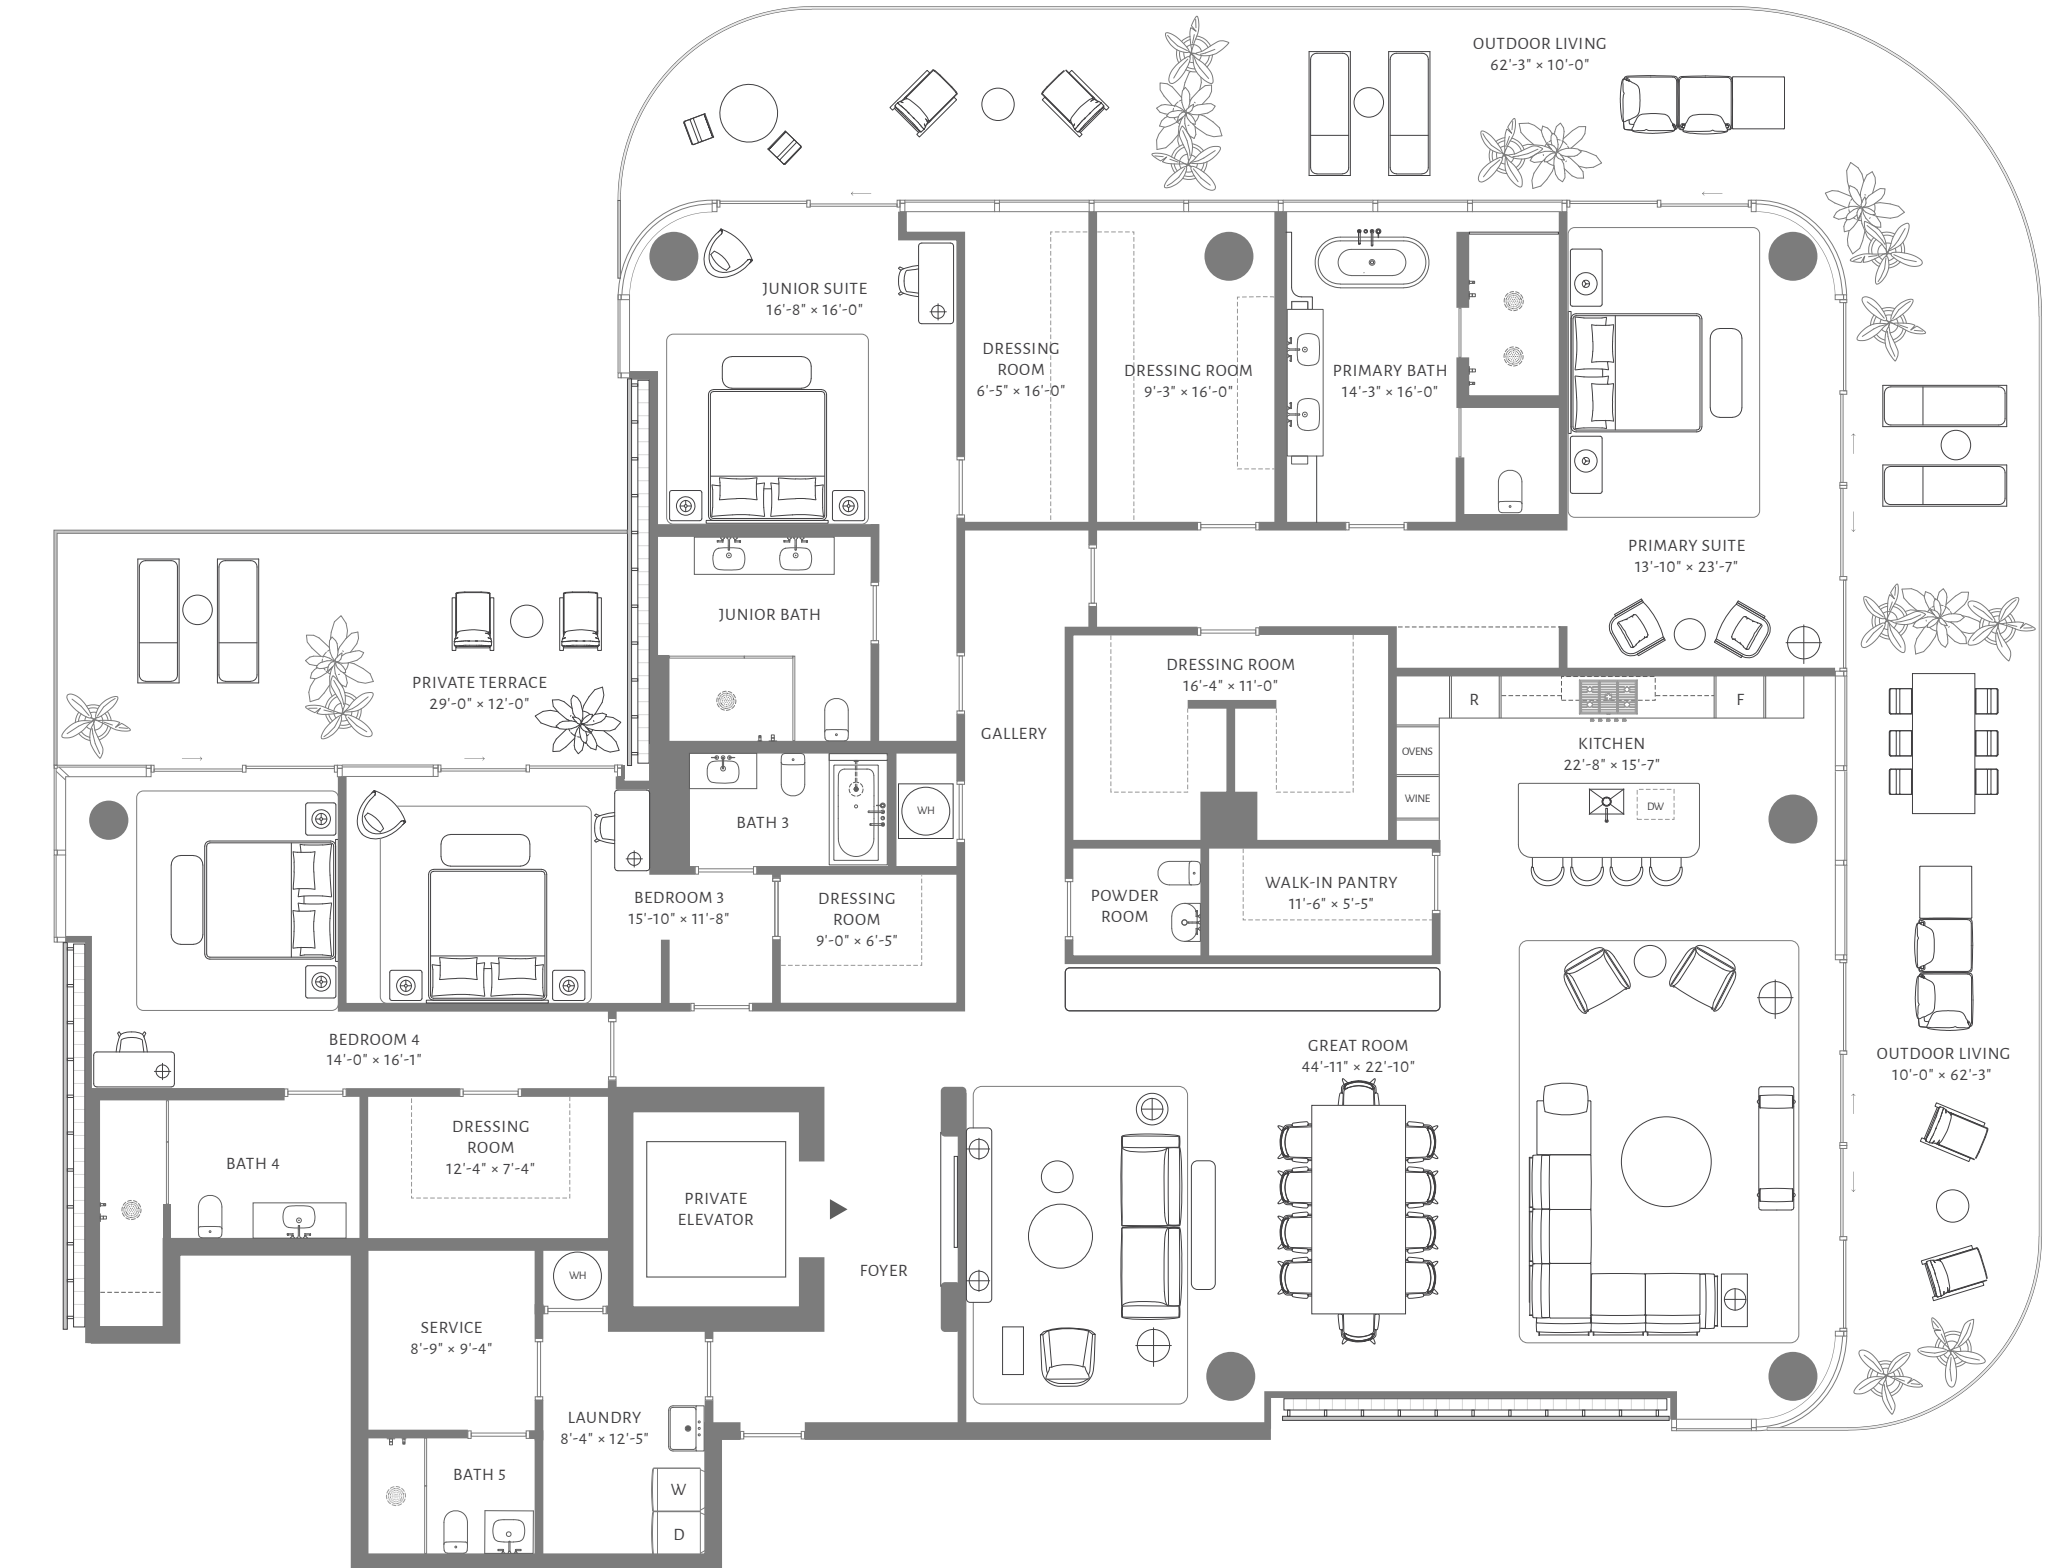 OUTDOOR LIVING
62'-3" × 10'-0"
JUNIOR SUITE
16'-8" × 16'-0"
DRESSING
ROOM
6'-5" × 16'-0"
DRESSING ROOM
9'-3" × 16'-0"
PRIMARY BATH
14'-3" × 16'-0"
PRIMARY SUITE
13'-10" × 23'-7"
JUNIOR BATH
PRIVATE TERRACE
29'-0" × 12'-0"
DRESSING ROOM
16'-4" × 11'-0"
GALLERY
R
F
OVENS
WINE
KITCHEN
22'-8" × 15'-7"
DW
BATH 3
WH
BEDROOM 3
15'-10" × 11'-8"
DRESSING
ROOM
9'-0" × 6'-5"
POWDER
ROOM
WALK-IN PANTRY
11'-6" × 5'-5"
BEDROOM 4
14'-0" × 16'-1"
GREAT ROOM
44'-11" × 22'-10"
OUTDOOR LIVING
10'-0" × 62'-3"
BATH 4
DRESSING
ROOM
12'-4" × 7'-4"
PRIVATE
ELEVATOR
FOYER
WH
SERVICE
8'-9" × 9'-4"
LAUNDRY
8'-4" × 12'-5"
BATH 5
W
D